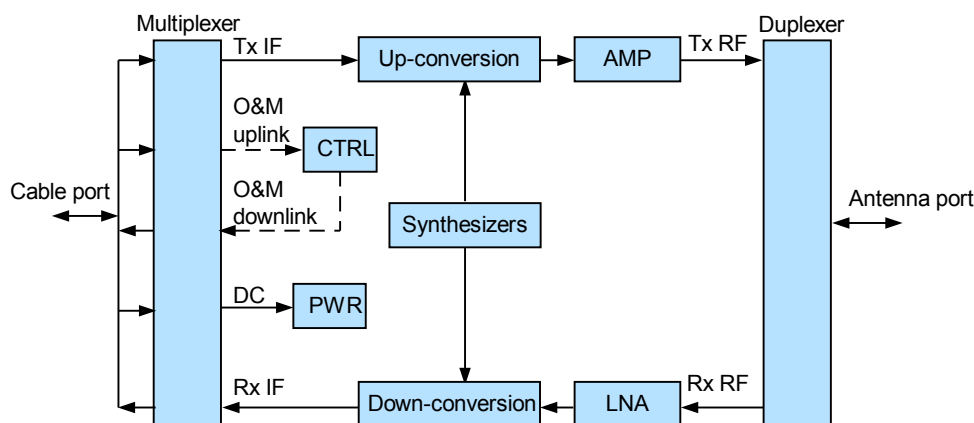 Multiplexer
Duplexer
Tx IF
Up-conversion
AMP
Tx RF
O&M
uplink
CTRL
Cable port
O&M
downlink
Synthesizers
Antenna port
DC
PWR
Rx IF
Down-conversion
LNA
Rx RF